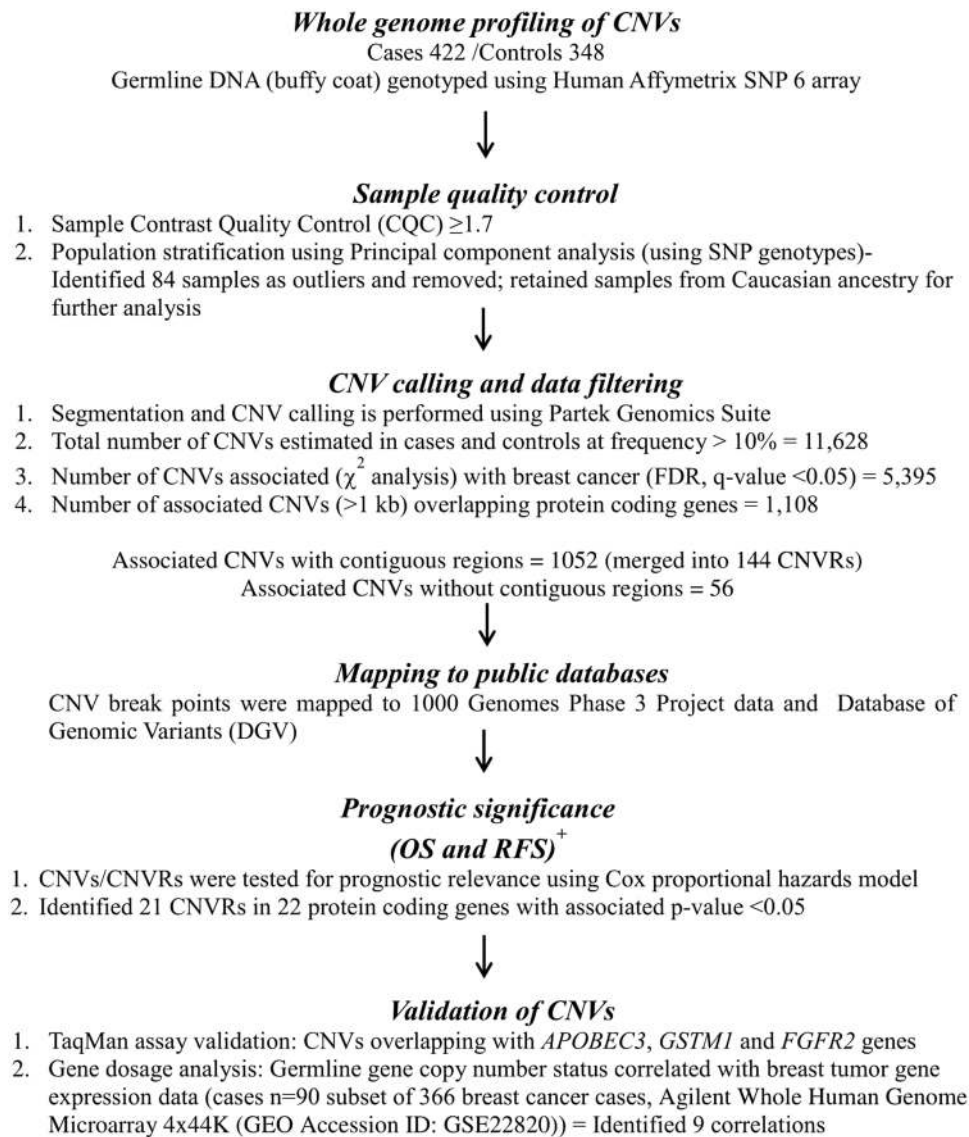 Whole genome profiling of CNVs
Cases 422 /Controls 348
Germline DNA (buffy coat) genotyped using Human Affymetrix SNP 6 array
Sample quality control
1. Sample Contrast Quality Control (CQC) ≥1.7
2. Population stratification using Principal component analysis (using SNP genotypes)-
Identified 84 samples as outliers and removed; retained samples from Caucasian ancestry for
further analysis
CNV calling and data filtering
1. Segmentation and CNV calling is performed using Partek Genomics Suite
2. Total number of CNVs estimated in cases and controls at frequency > 10% = 11,628
3. Number of CNVs associated (χ² analysis) with breast cancer (FDR, q-value <0.05) = 5,395
4. Number of associated CNVs (>1 kb) overlapping protein coding genes = 1,108
Associated CNVs with contiguous regions = 1052 (merged into 144 CNVRs)
Associated CNVs without contiguous regions = 56
Mapping to public databases
CNV break points were mapped to 1000 Genomes Phase 3 Project data and Database of
Genomic Variants (DGV)
Prognostic significance
(OS and RFS)⁺
1. CNVs/CNVRs were tested for prognostic relevance using Cox proportional hazards model
2. Identified 21 CNVRs in 22 protein coding genes with associated p-value <0.05
Validation of CNVs
1. TaqMan assay validation: CNVs overlapping with APOBEC3, GSTM1 and FGFR2 genes
2. Gene dosage analysis: Germline gene copy number status correlated with breast tumor gene
expression data (cases n=90 subset of 366 breast cancer cases, Agilent Whole Human Genome
Microarray 4x44K (GEO Accession ID: GSE22820)) = Identified 9 correlations